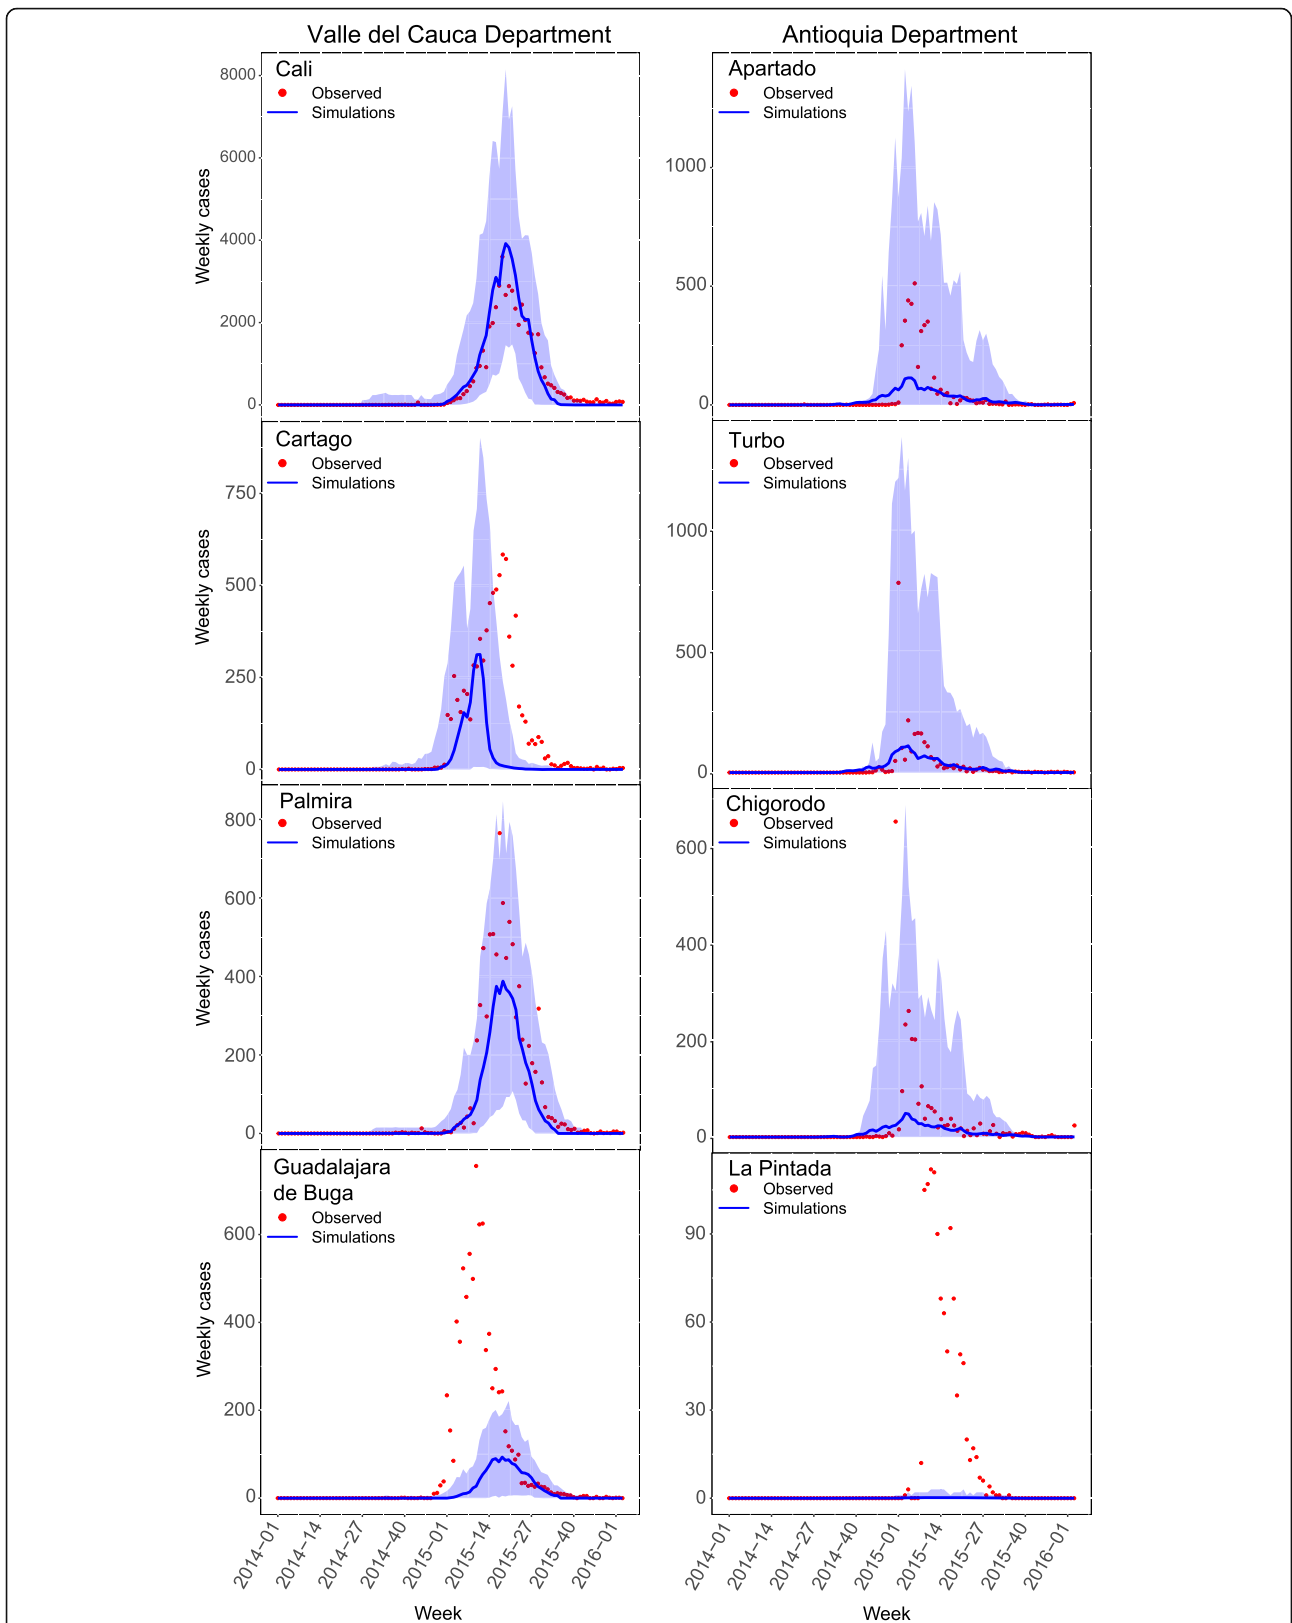 Valle del Cauca Department
Cali
Observed
Simulations
8000
6000
4000
2000
0
Weekly cases
Cartago
Observed
Simulations
750
500
250
0
Weekly cases
Palmira
Observed
Simulations
800
600
400
200
0
Weekly cases
Guadalajara
de Buga
Observed
Simulations
600
400
200
0
Weekly cases
2014−01
2014−14
2014−27
2014−40
2015−01
2015−14
2015−27
2015−40
2016−01
Week
Antioquia Department
Apartado
Observed
Simulations
1000
500
0
Turbo
Observed
Simulations
1000
500
0
Chigorodo
Observed
Simulations
600
400
200
0
La Pintada
Observed
Simulations
90
60
30
0
2014−01
2014−14
2014−27
2014−40
2015−01
2015−14
2015−27
2015−40
2016−01
Week